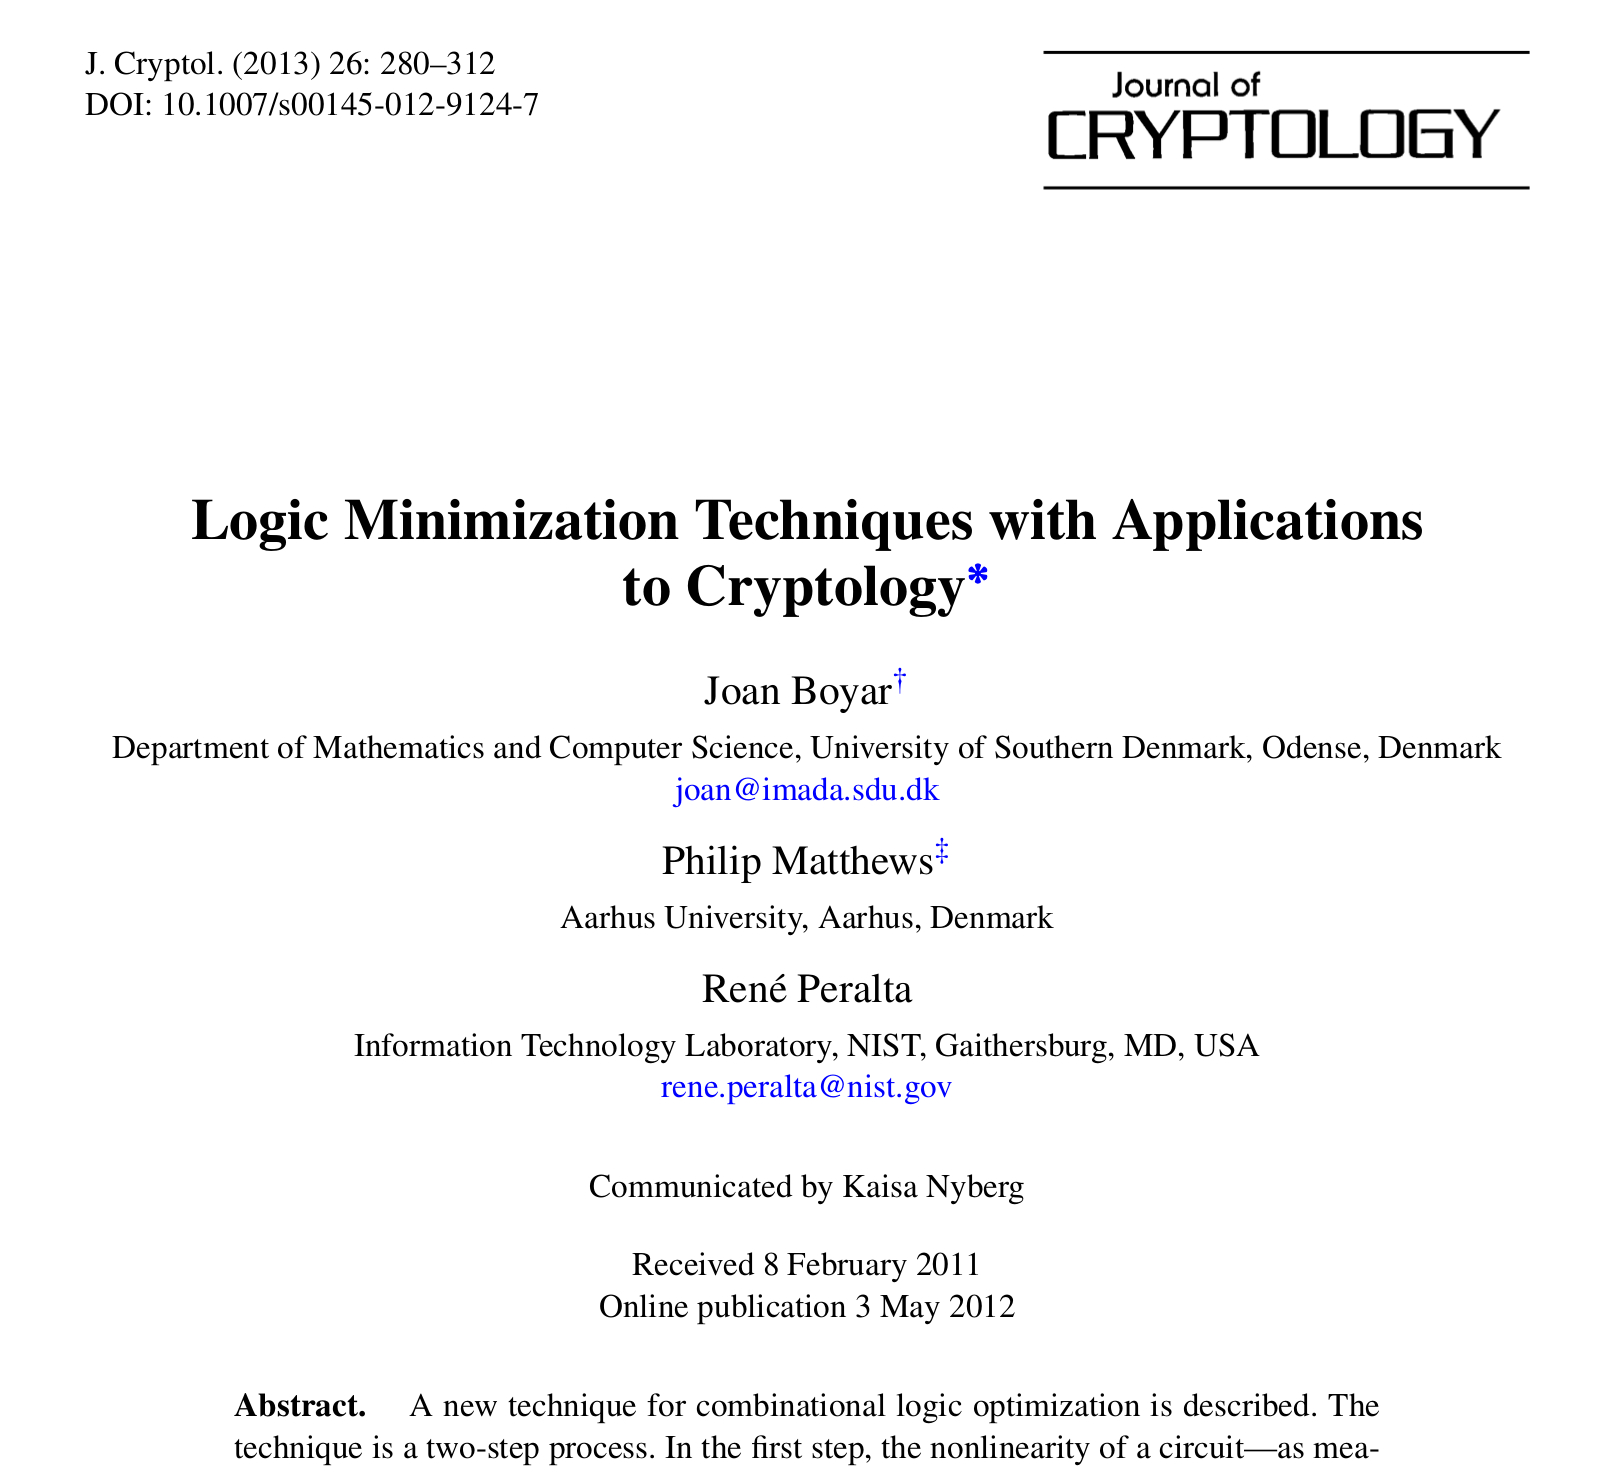 J. Cryptol. (2013) 26: 280–312
DOI: 10.1007/s00145-012-9124-7
Journal of
CRYPTOLOGY
Logic Minimization Techniques with Applications
to Cryptology*
Joan Boyar†
Department of Mathematics and Computer Science, University of Southern Denmark, Odense, Denmark
joan@imada.sdu.dk
Philip Matthews‡
Aarhus University, Aarhus, Denmark
René Peralta
Information Technology Laboratory, NIST, Gaithersburg, MD, USA
rene.peralta@nist.gov
Communicated by Kaisa Nyberg
Received 8 February 2011
Online publication 3 May 2012
Abstract. A new technique for combinational logic optimization is described. The
technique is a two-step process. In the first step, the nonlinearity of a circuit—as mea-